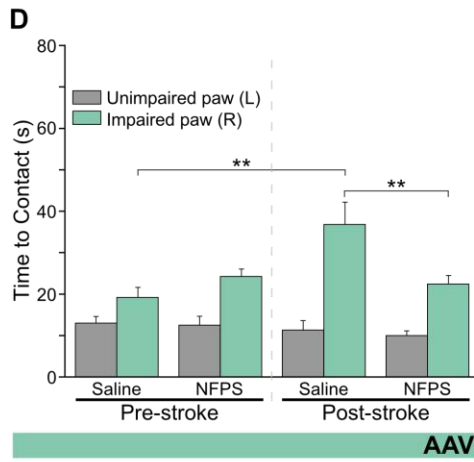 D
80
60
40
20
0
Time to Contact (s)
Unimpaired paw (L)
Impaired paw (R)
**
**
Saline NFPS Saline NFPS
Pre-stroke Post-stroke
AAV